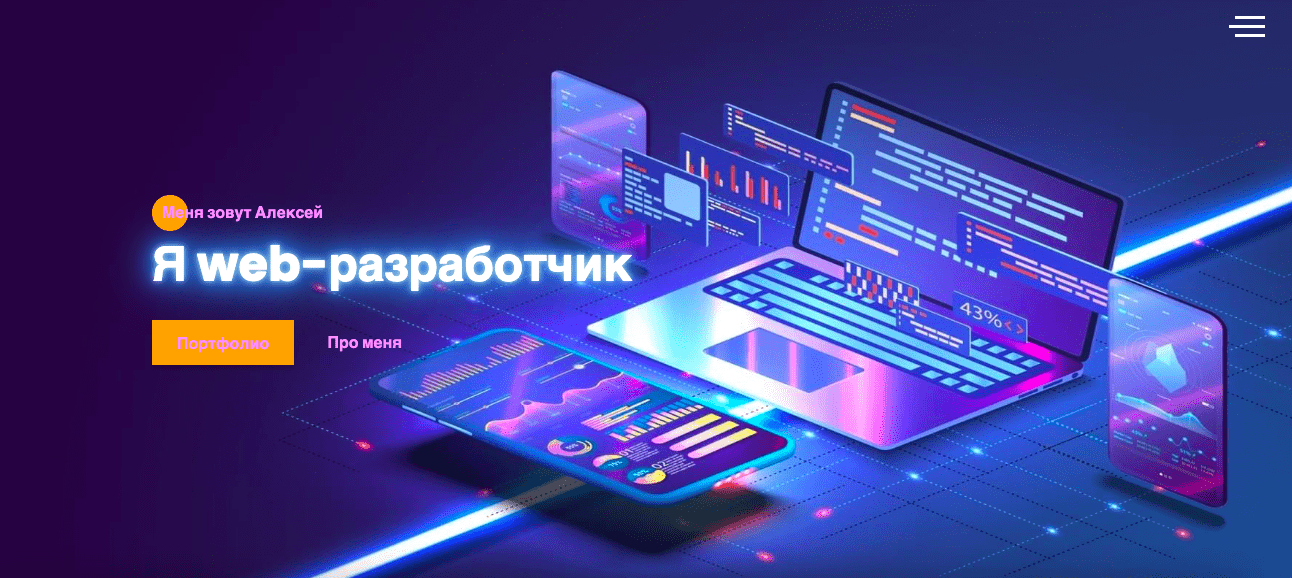 Меня зовут Алексей
Я web-разработчик
Портфолио
Про меня
43%<>